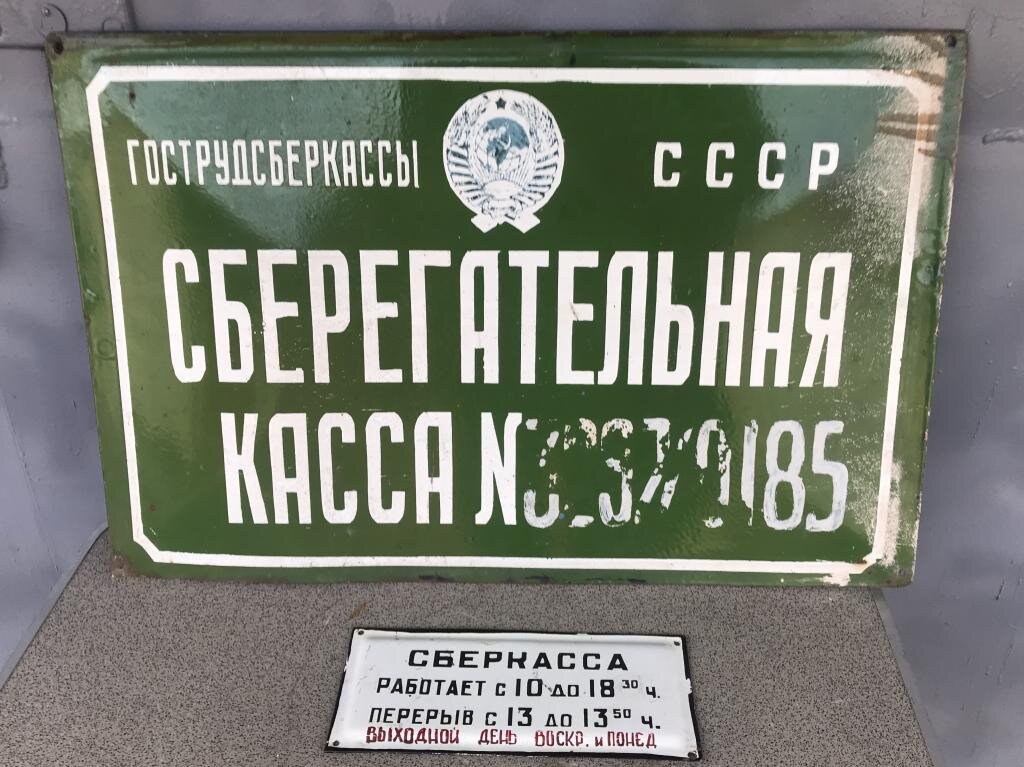 ГОСТРУДСБЕРКАССЫ СССР
СБЕРЕГАТЕЛЬНАЯ
КАССА
СБЕРКАССА
РАБОТАЕТ С 10 ДО 18 30 Ч.
ПЕРЕРЫВ С 13 ДО 13 50 Ч.
ВЫХОДНОЙ ДЕНЬ ВОСКР. И ПОНЕД